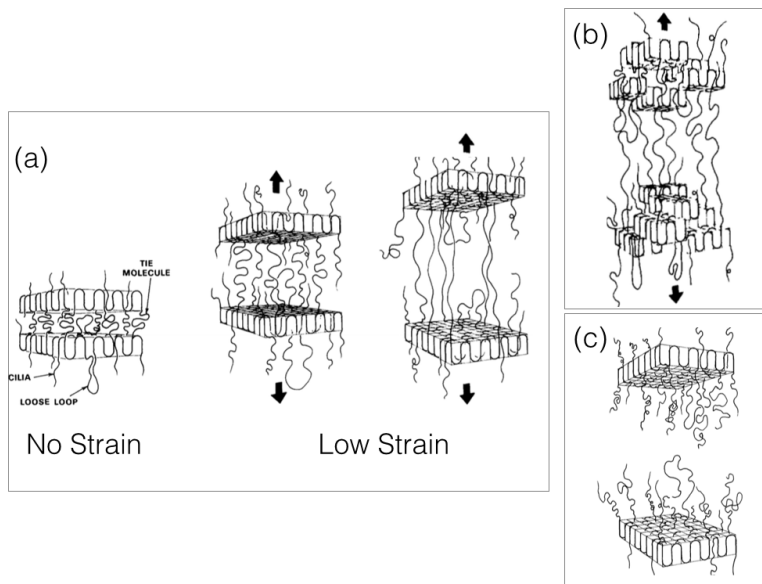 (a)
TIE
MOLECULE
CILIA
LOOSE LOOP
No Strain
Low Strain
(b)
(c)